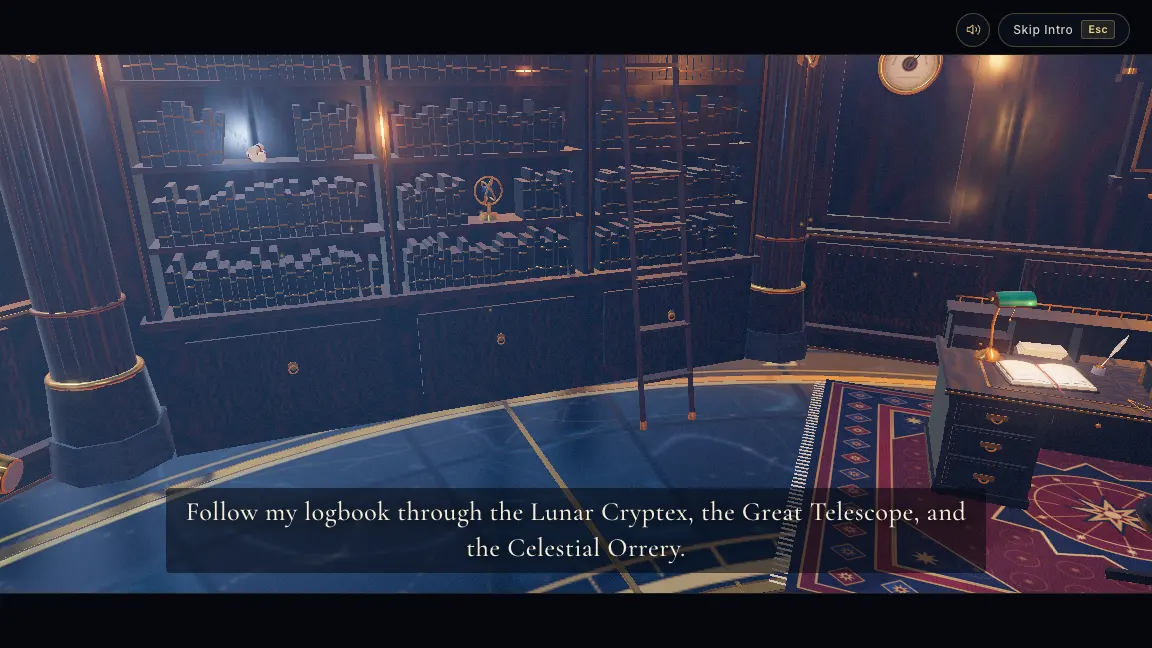 Skip Intro Esc
Follow my logbook through the Lunar Cryptex, the Great Telescope, and
the Celestial Orrery.